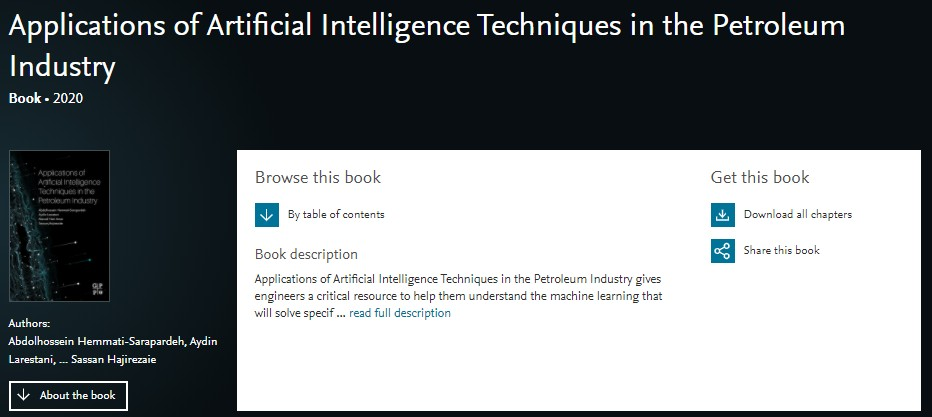 Applications of Artificial Intelligence Techniques in the Petroleum
Industry
Book • 2020
Applications of
Artificial Intelligence
Techniques in the
Petroleum Industry
Authors:
Abdolhossein Hemmati-Sarapardeh, Aydin
Larestani, ... Sassan Hajirezaie
About the book
Browse this book
By table of contents
Book description
Applications of Artificial Intelligence Techniques in the Petroleum Industry gives
engineers a critical resource to help them understand the machine learning that
will solve specif ... read full description
Get this book
Download all chapters
Share this book